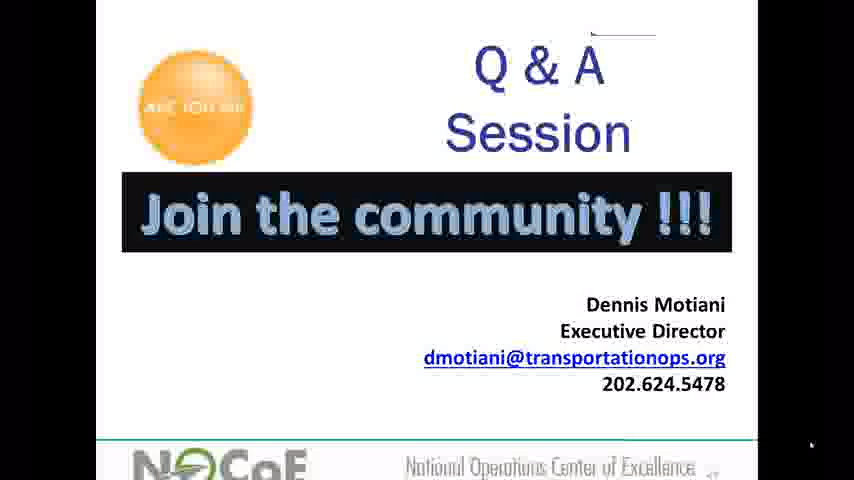 Q & A
Session
Join the community !!!
Dennis Motiani
Executive Director
dmotiani@transportationops.org
202.624.5478
NOCoE
National Operations Center of Excellence